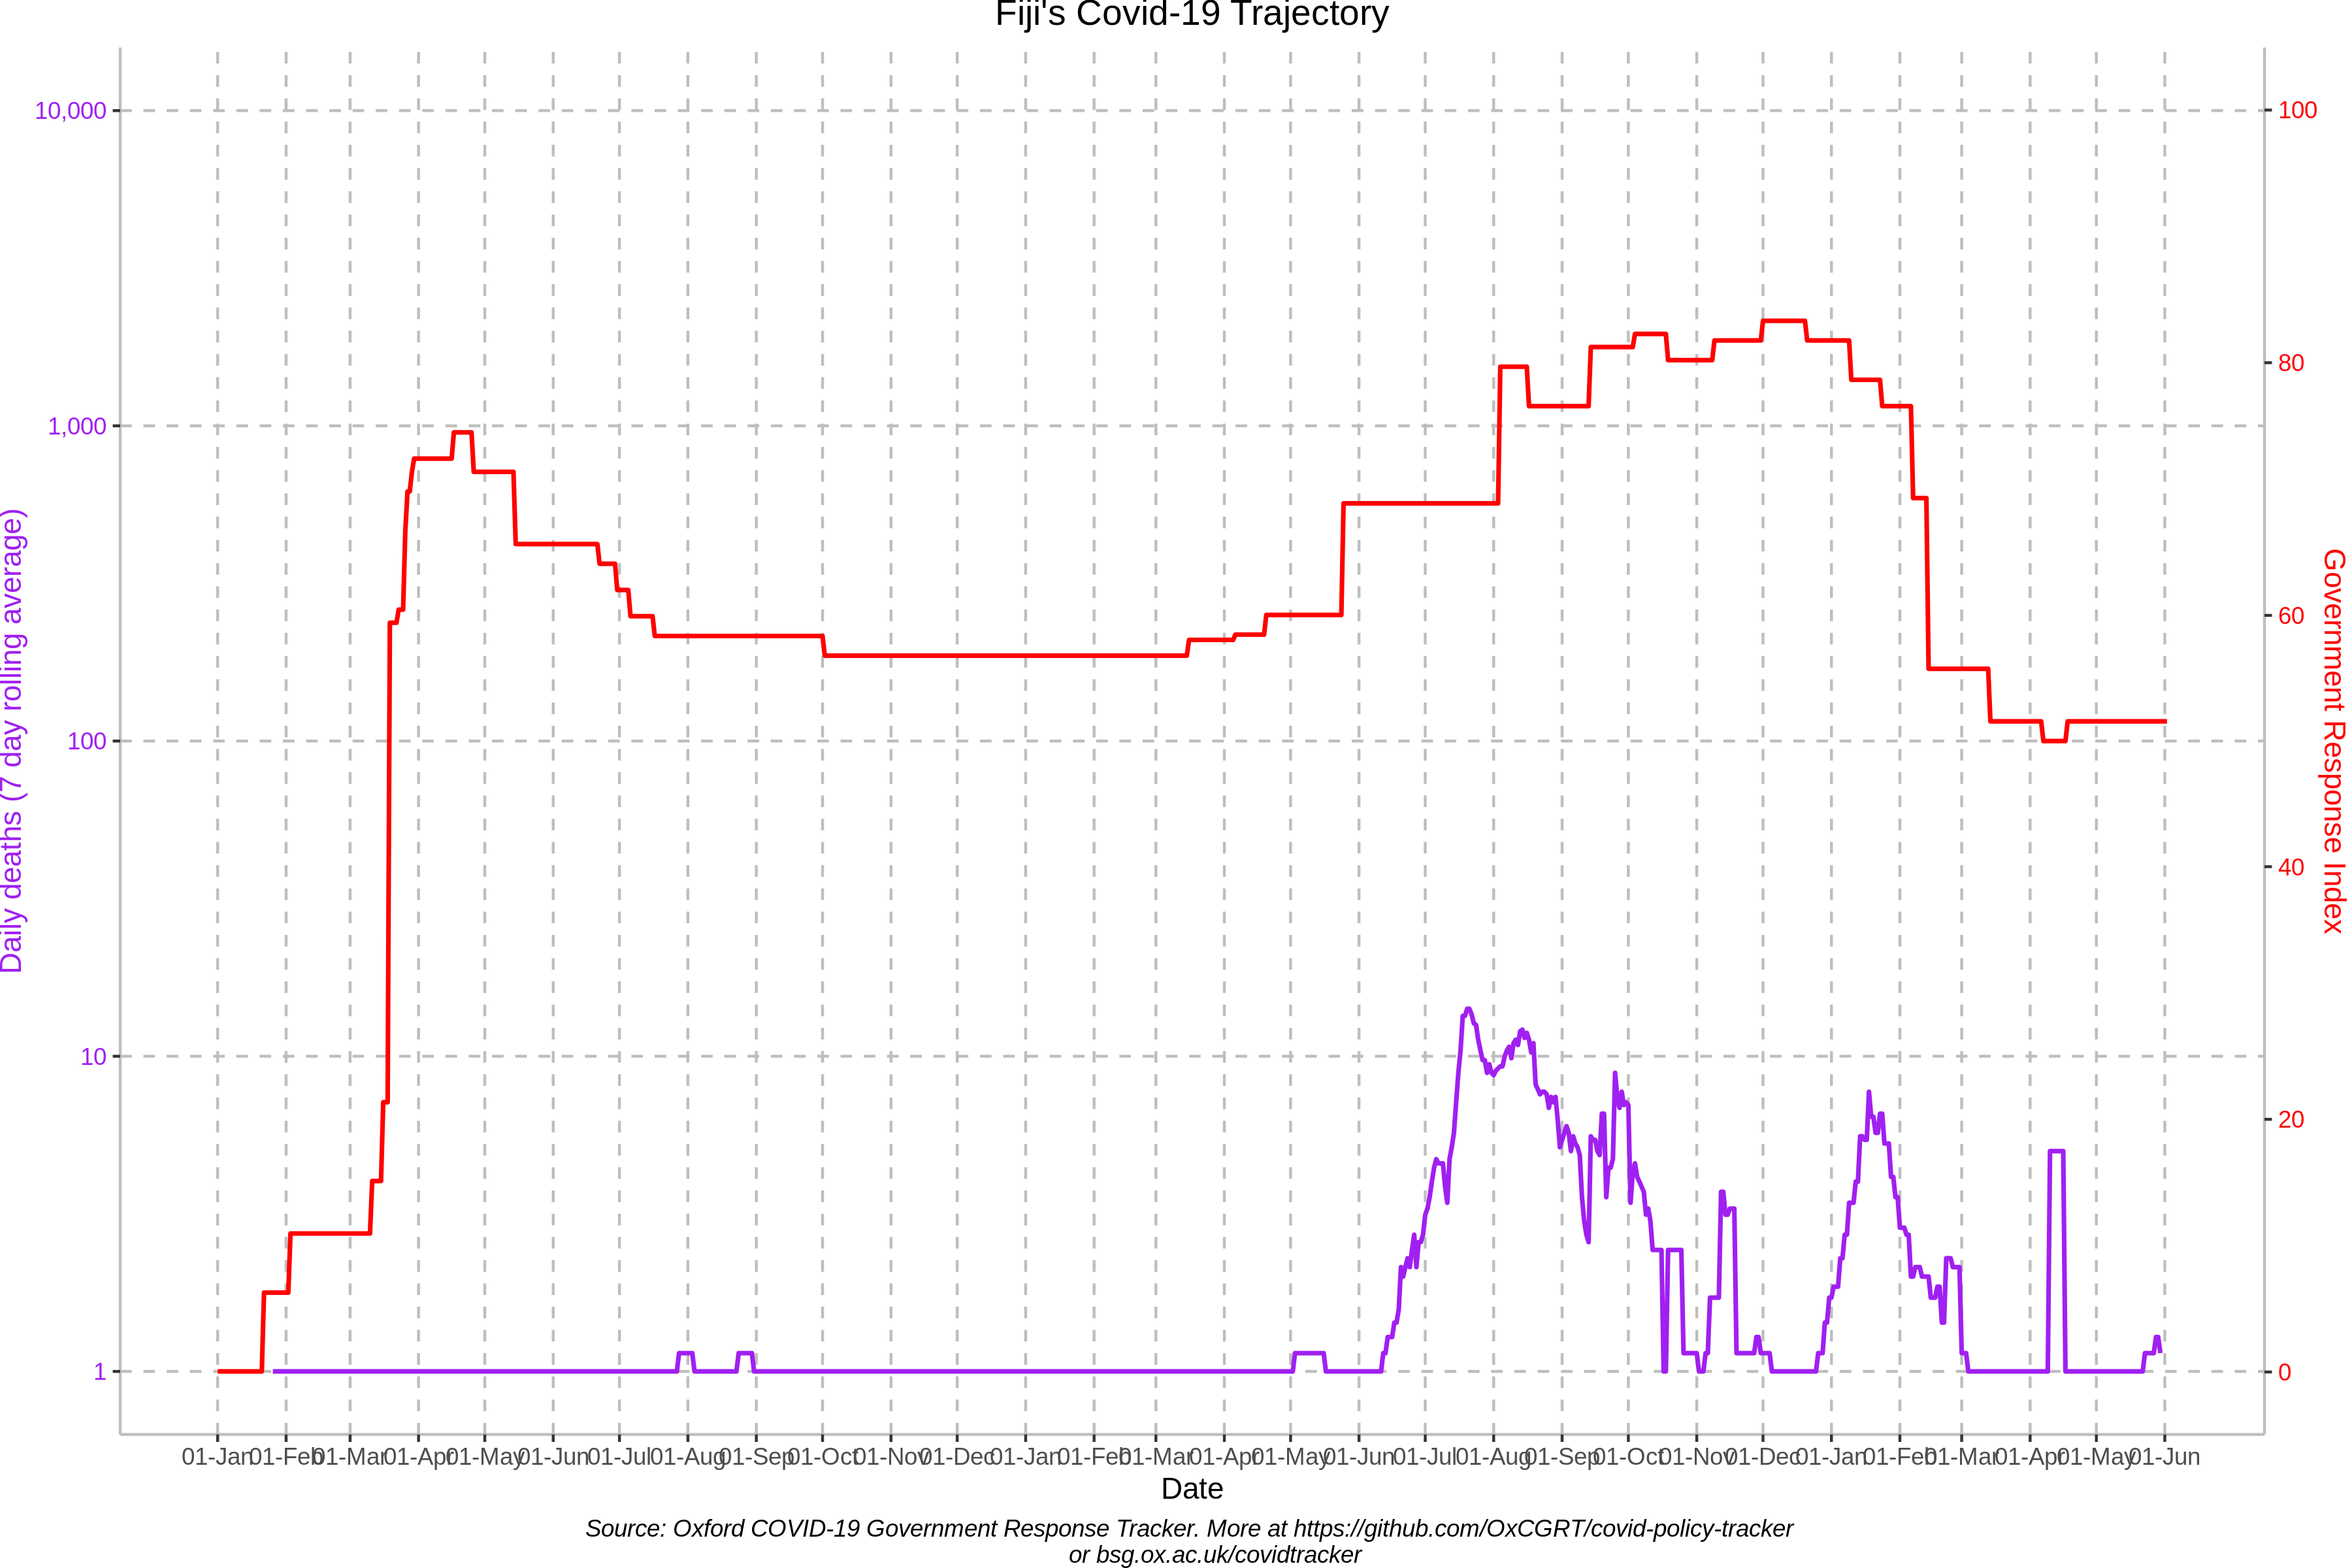 Fiji's Covid-19 Trajectory
10,000
1,000
100
10
1
Daily deaths (7 day rolling average)
100
80
60
40
20
0
Government Response Index
01-Jan 01-Feb 01-Mar 01-Apr 01-May 01-Jun 01-Jul 01-Aug 01-Sep 01-Oct 01-Nov 01-Dec 01-Jan 01-Feb 01-Mar 01-Apr 01-May 01-Jun 01-Jul 01-Aug 01-Sep 01-Oct 01-Nov 01-Dec 01-Jan 01-Feb 01-Mar 01-Apr 01-May 01-Jun
Date
Source: Oxford COVID-19 Government Response Tracker. More at https://github.com/OxCGRT/covid-policy-tracker
or bsg.ox.ac.uk/covidtracker